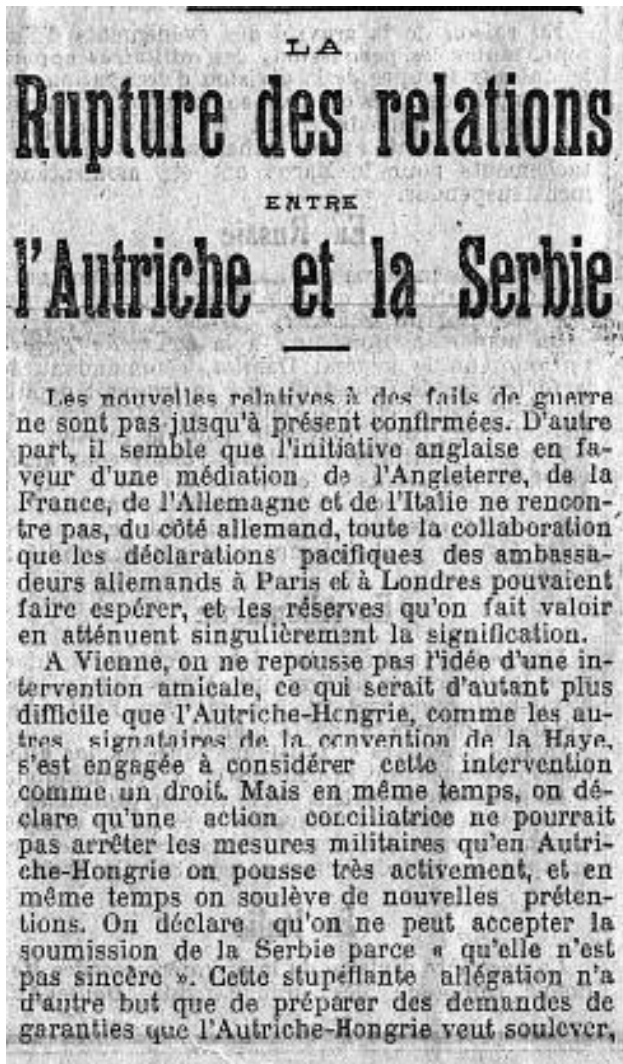 LA
Rupture des relations
ENTRE
l'Autriche et la Serbie
Les nouvelles relatives à des faits de guerre
ne sont pas jusqu'à présent confirmées. D'autre
part, il semble que l'initiative anglaise en fa-
veur d'une médiation de l'Angleterre, de la
France, de l'Allemagne et de l'Italie ne rencon-
tre pas, du côté allemand, toute la collaboration
que les déclarations pacifiques des ambassa-
deurs allemands à Paris et à Londres pouvaient
faire espérer, et les réserves qu'on fait valoir
en atténuent singulièrement la signification.
A Vienne, on ne repousse pas l'idée d'une in-
tervention amicale, ce qui serait d'autant plus
difficile que l'Autriche-Hongrie, comme les au-
tres signataires de la convention de la Haye,
s'est engagée à considérer cette intervention
comme un droit. Mais en même temps, on dé-
clare qu'une action conciliatrice ne pourrait
pas arrêter les mesures militaires qu'en Autri-
che-Hongrie on pousse très activement, et en
même temps on soulève de nouvelles préten-
tions. On déclare qu'on ne peut accepter la
soumission de la Serbie parce « qu'elle n'est
pas sincère ». Cette stupéfiante allégation n'a
d'autre but que de préparer des demandes de
garanties que l'Autriche-Hongrie veut soulever,